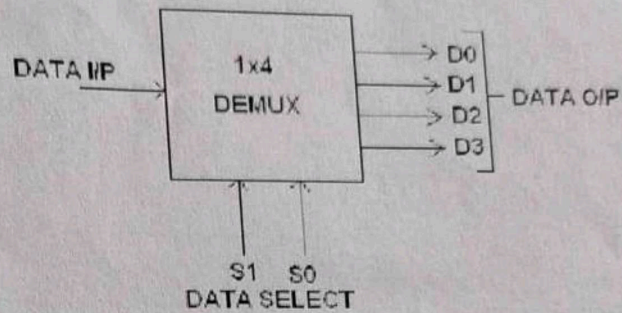 DATA I/P
1x4
DEMUX
D0
D1
D2
D3
DATA O/P
S1 S0
DATA SELECT